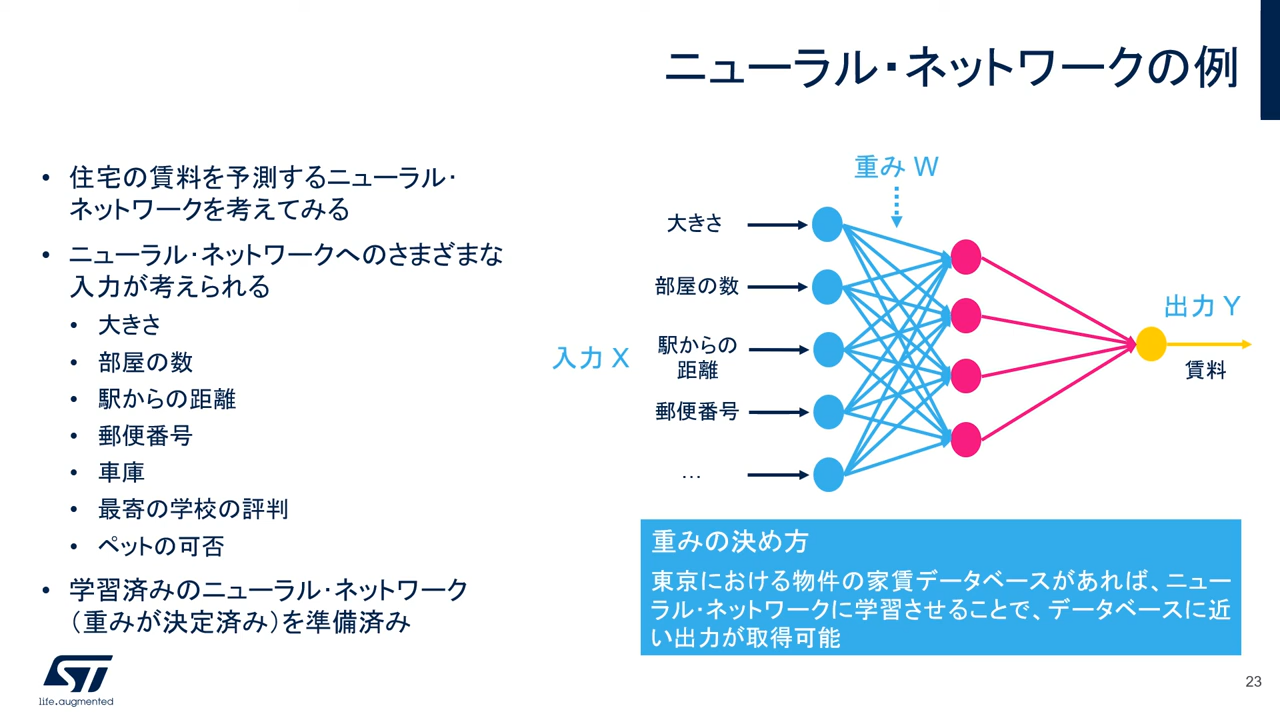 ニューラル・ネットワークの例
• 住宅の賃料を予測するニューラル・
ネットワークを考えてみる
• ニューラル・ネットワークへのさまざまな
入力が考えられる
• 大きさ
• 部屋の数
• 駅からの距離
• 郵便番号
• 車庫
• 最寄の学校の評判
• ペットの可否
• 学習済みのニューラル・ネットワーク
（重みが決定済み）を準備済み
重み W
入力 X
大きさ
部屋の数
駅からの
距離
郵便番号
…
出力 Y
賃料
重みの決め方
東京における物件の家賃データベースがあれば、ニュー
ラル・ネットワークに学習させることで、データベースに近
い出力が取得可能
ST
life.augmented
23